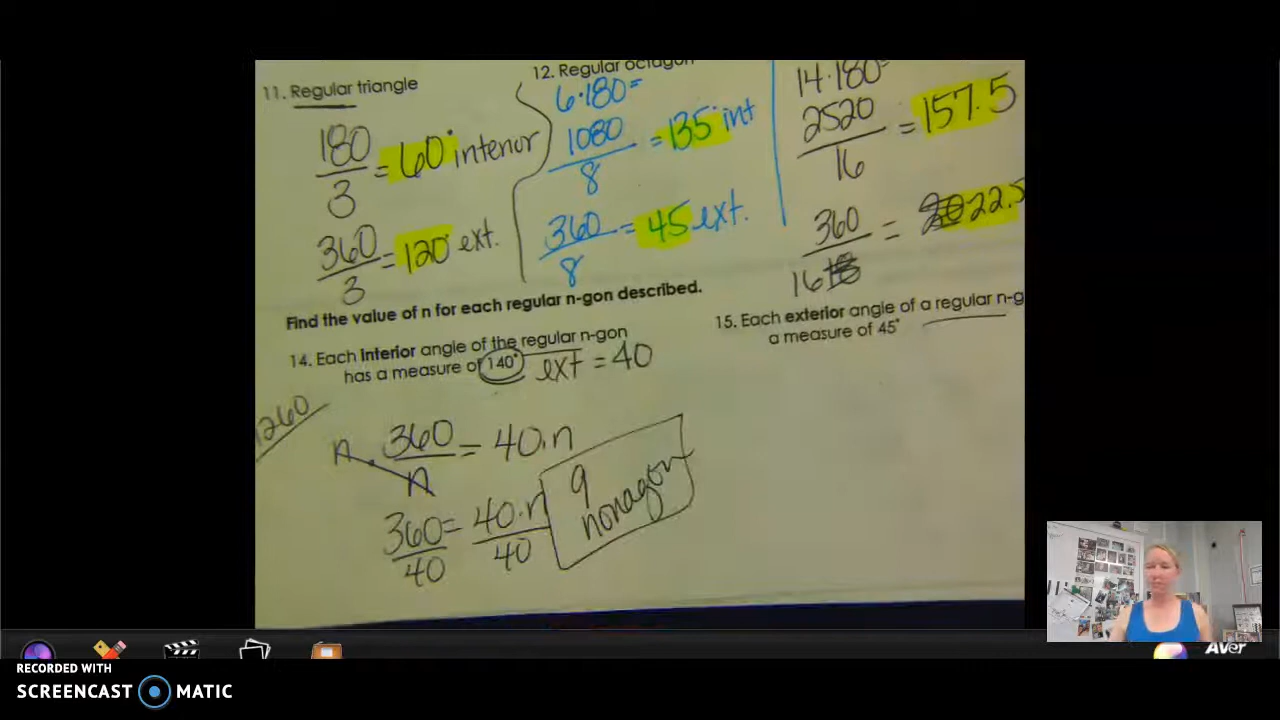 11. Regular triangle
180
3
= 60° interior
360
3
= 120° ext.
12. Regular octagon
6·180=
1080
8
= 135° int
360
8
= 45 ext.
14·180=
2520
16
= 157.5
360
16
= 22.5
Find the value of n for each regular n-gon described.
14. Each interior angle of the regular n-gon
has a measure of 140° ext = 40
1260
n · 360 = 40·n
n
360 = 40·n
40 40
9
nonagon
15. Each exterior angle of a regular n-g
a measure of 45°
RECORDED WITH
SCREENCAST MATIC
AVer